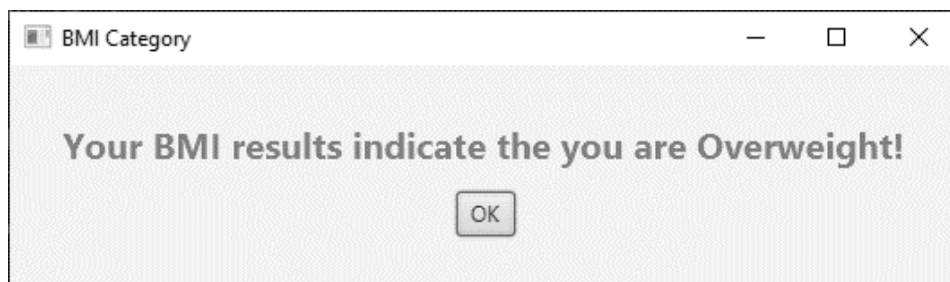 BMI Category
Your BMI results indicate the you are Overweight!
OK